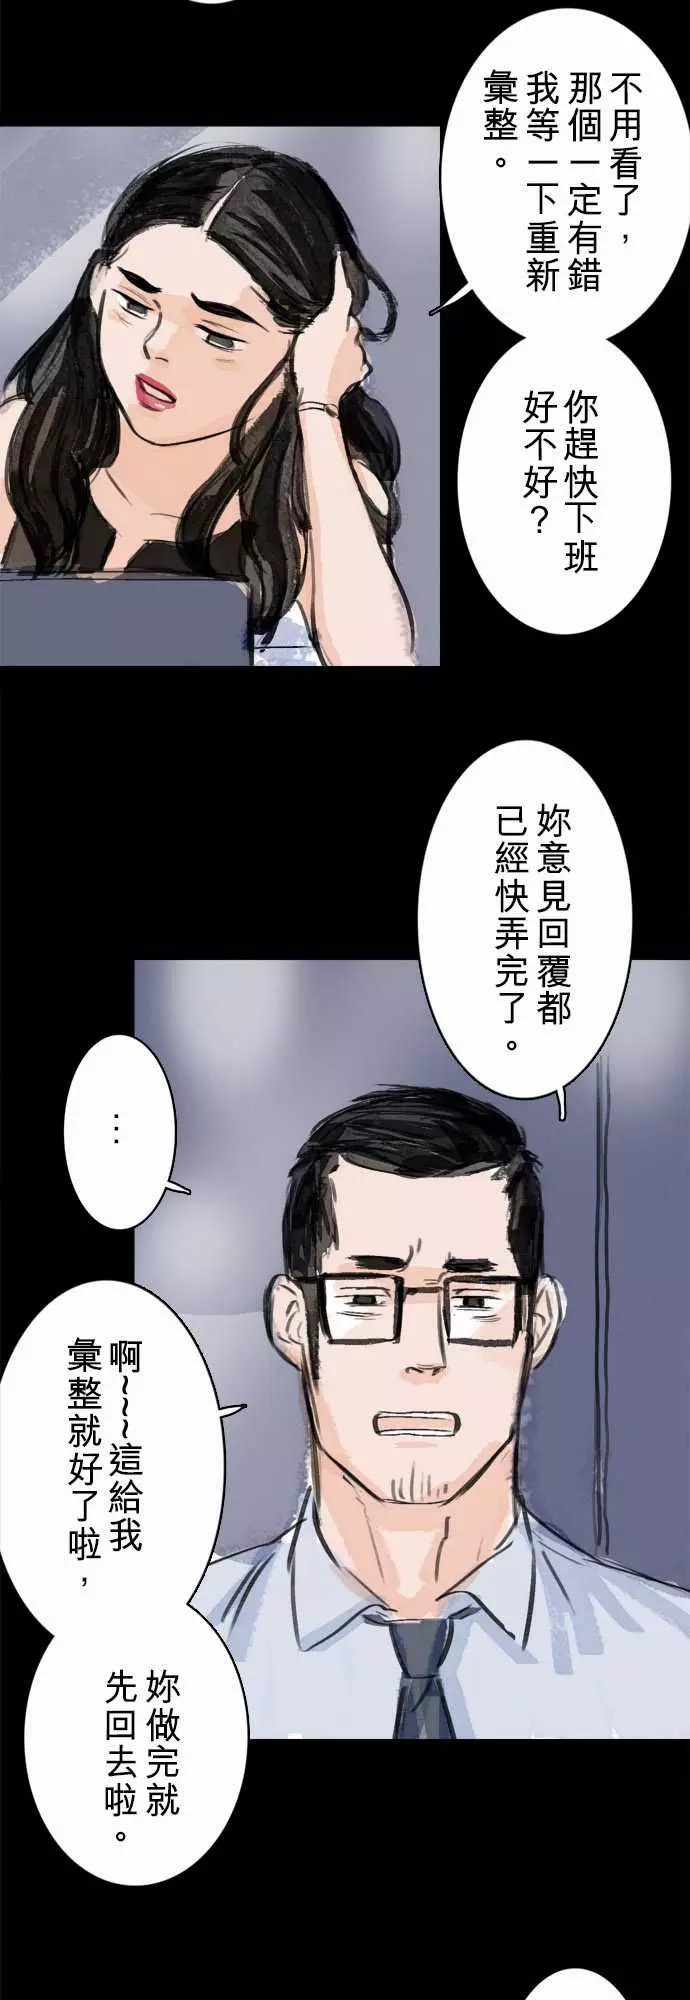 不用看了，
那個一定有錯
我等一下重新
彙整。
你趕快下班
好不好？
妳意見回覆都
已經快弄完了。
…
啊~~~這給我
彙整就好了啦，
妳做完就
先回去啦。